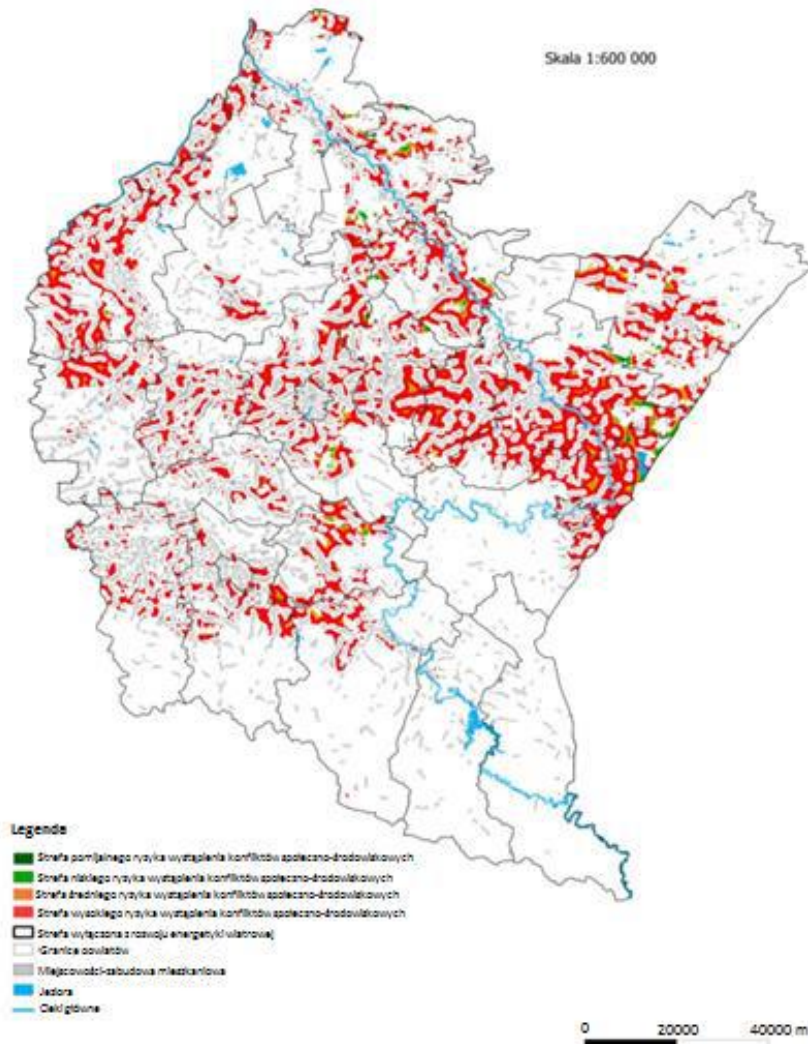 Skala 1:600 000
Legenda
Strefa pomijalnego ryzyka wystąpienia konfliktów społeczno-środowiskowych
Strefa niskiego ryzyka wystąpienia konfliktów społeczno-środowiskowych
Strefa średniego ryzyka wystąpienia konfliktów społeczno-środowiskowych
Strefa wysokiego ryzyka wystąpienia konfliktów społeczno-środowiskowych
Strefa wyłączona z rozwoju energetyki wiatrowej
Granice powiatów
Miejscowości-zabudowa mieszkaniowa
Jeziora
Cieki główne
0 20000 40000 m